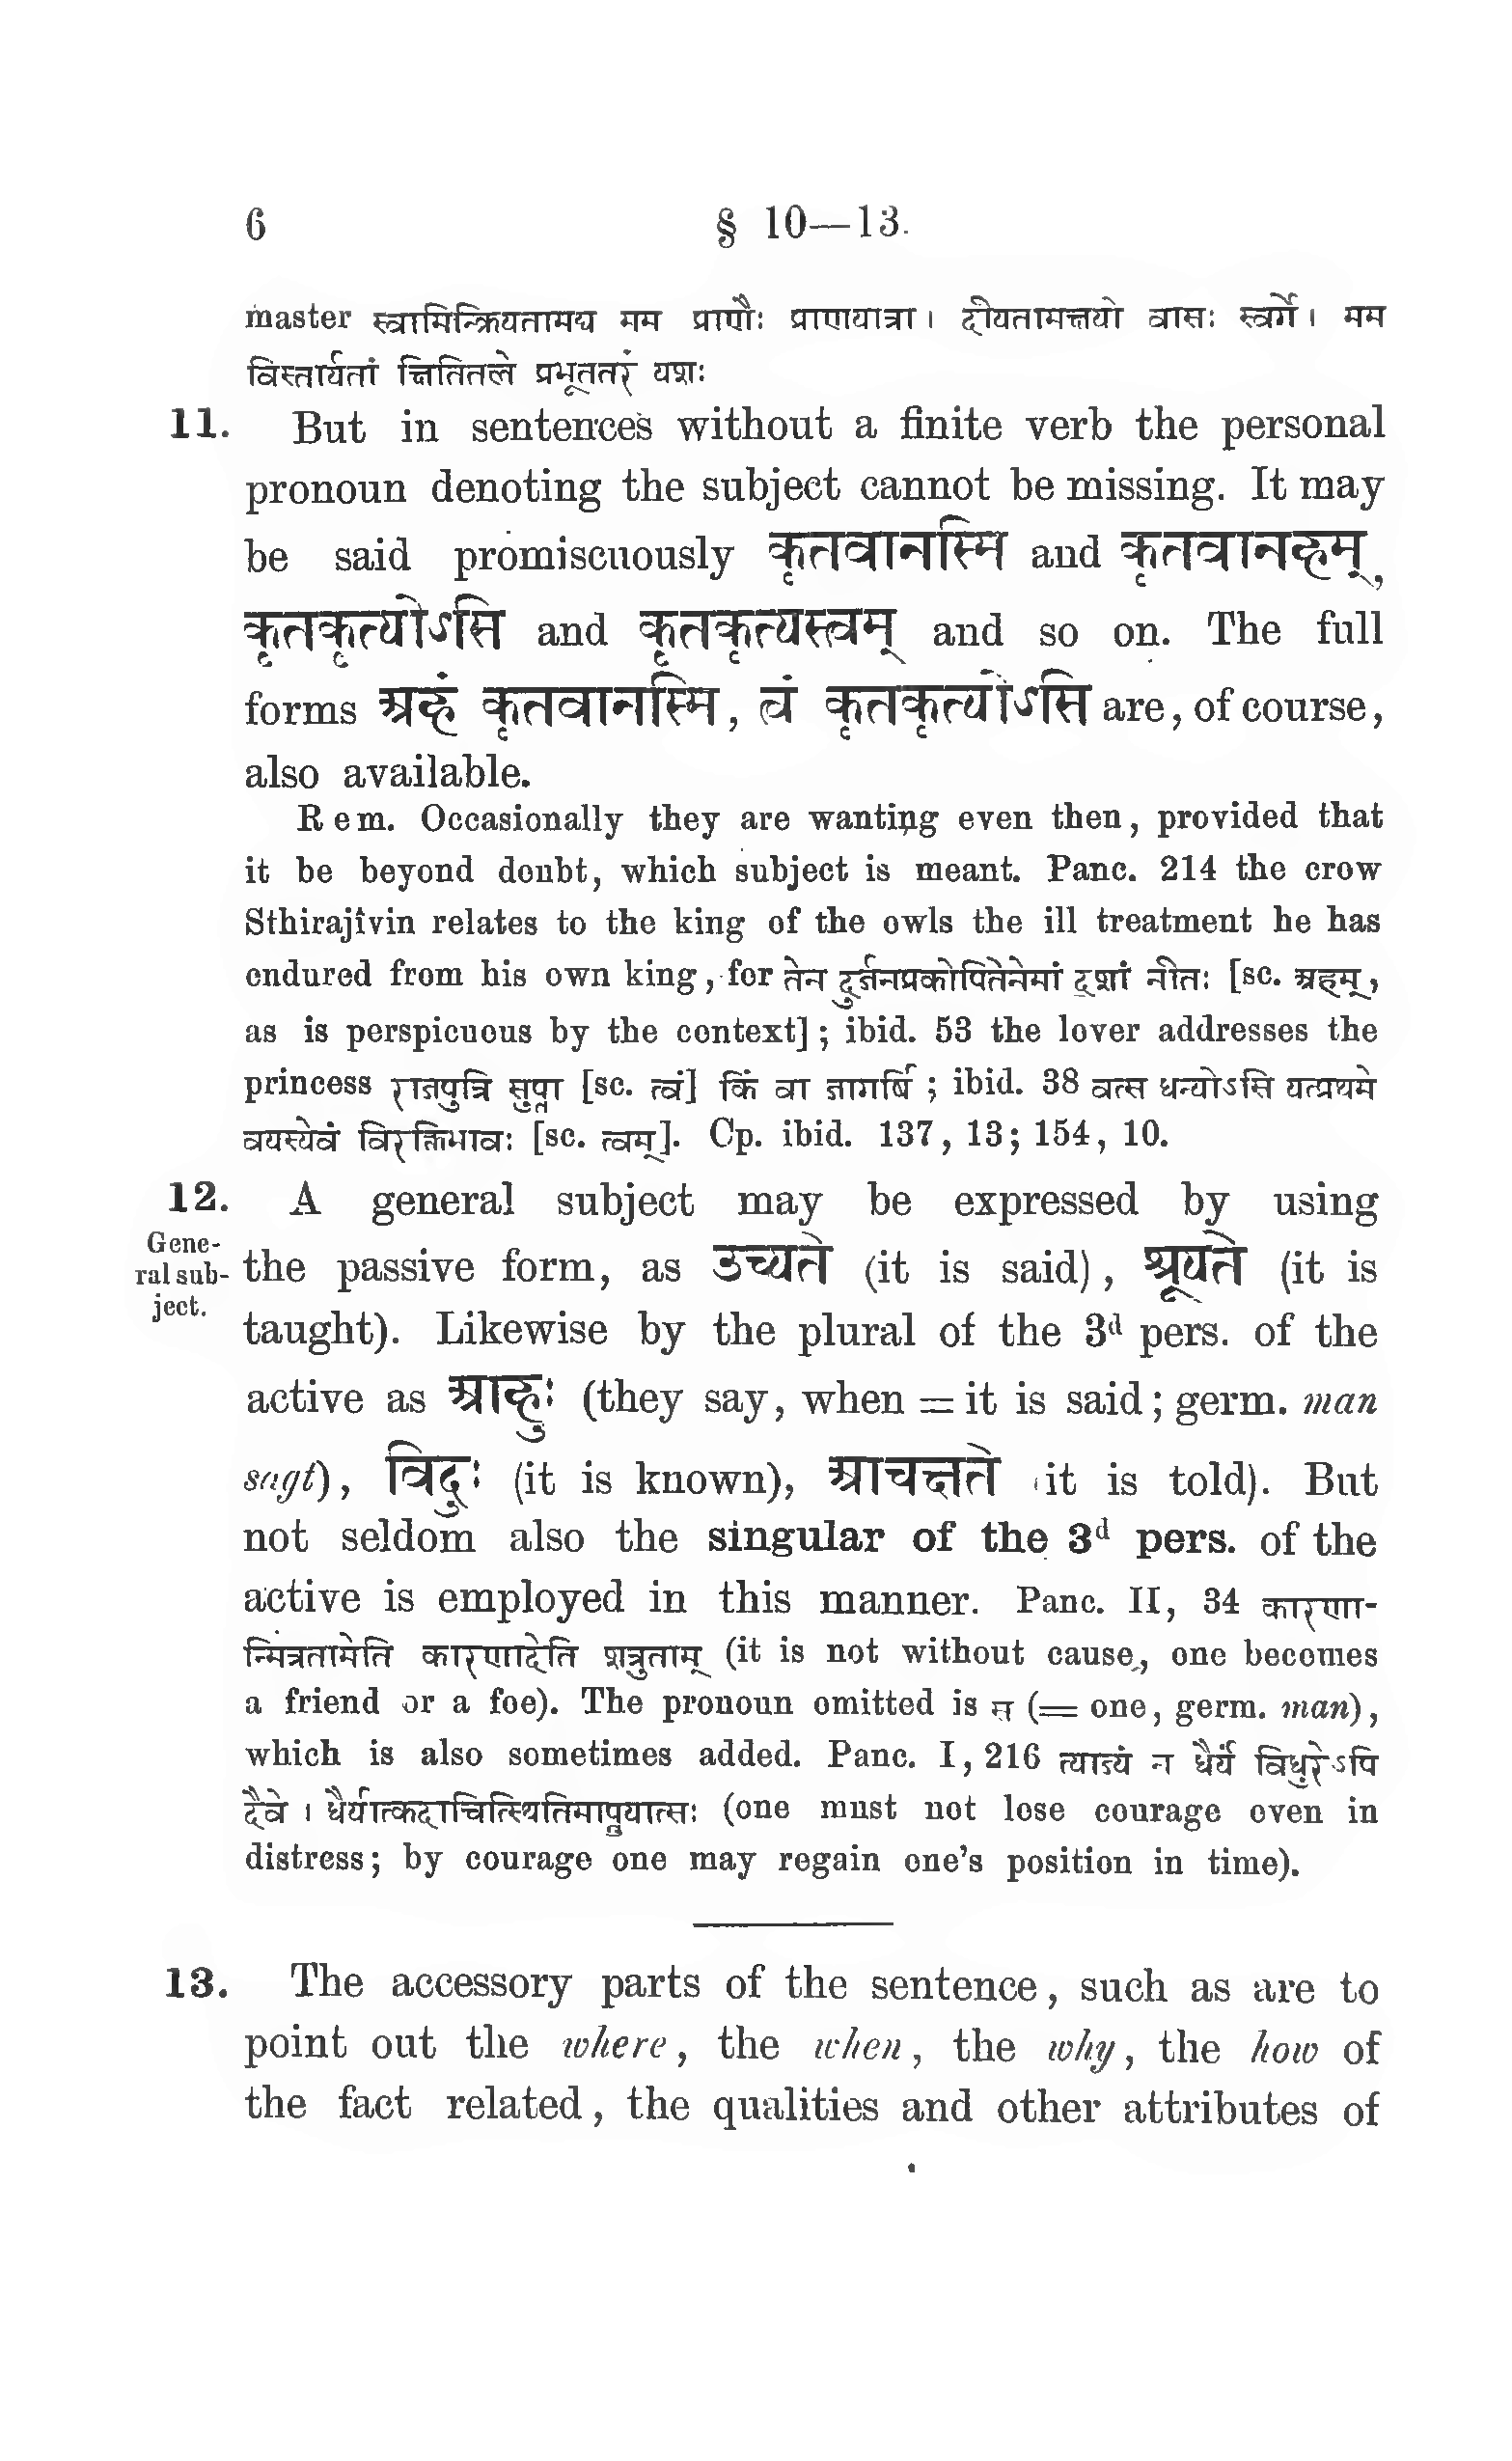 6 § 10—13.
master स्वामिन्क्रियतामद्य मम प्राणैः प्राणयात्रा । दीयतामक्षयो वासः स्वर्गे । मम
विस्तार्यतां क्षितितले प्रभूततरं यशः
11. But in sentences without a finite verb the personal
pronoun denoting the subject cannot be missing. It may
be said promiscuously कृतवानस्मि and कृतवानहम्,
कृतकृत्योऽसि and कृतकृत्यस्त्वम् and so on. The full
forms अहं कृतवानस्मि, त्वं कृतकृत्योऽसि are, of course,
also available.
Rem. Occasionally they are wanting even then, provided that
it be beyond doubt, which subject is meant. Panc. 214 the crow
Sthirajîvin relates to the king of the owls the ill treatment he has
endured from his own king, for तेन दुर्जनप्रकोपितेनेमां दशां नीतः [sc. अहम्,
as is perspicuous by the context]; ibid. 53 the lover addresses the
princess राजपुत्रि सुप्ता [sc. त्वं] किं वा जागर्षि; ibid. 38 वत्स धन्योऽसि यत्प्रथमे
वयस्येवं विरक्तिभावः [sc. त्वम्]. Cp. ibid. 137, 13; 154, 10.
12. A general subject may be expressed by using
Gene-
ral sub-
ject.
the passive form, as उच्यते (it is said), श्रूयते (it is
taught). Likewise by the plural of the 3d pers. of the
active as आहुः (they say, when = it is said; germ. man
sagt), विदुः (it is known), आचक्षते (it is told). But
not seldom also the singular of the 3d pers. of the
active is employed in this manner. Panc. II, 34 कारणा-
न्मित्रतामेति कारणादेति शत्रुताम् (it is not without cause, one becomes
a friend or a foe). The pronoun omitted is स (= one, germ. man),
which is also sometimes added. Panc. I, 216 त्याज्यं न धैर्यं विधुरेऽपि
दैवे । धैर्यात्कदाचित्स्थितिमाप्नुयात्सः (one must not lose courage even in
distress; by courage one may regain one's position in time).
13. The accessory parts of the sentence, such as are to
point out the where, the when, the why, the how of
the fact related, the qualities and other attributes of